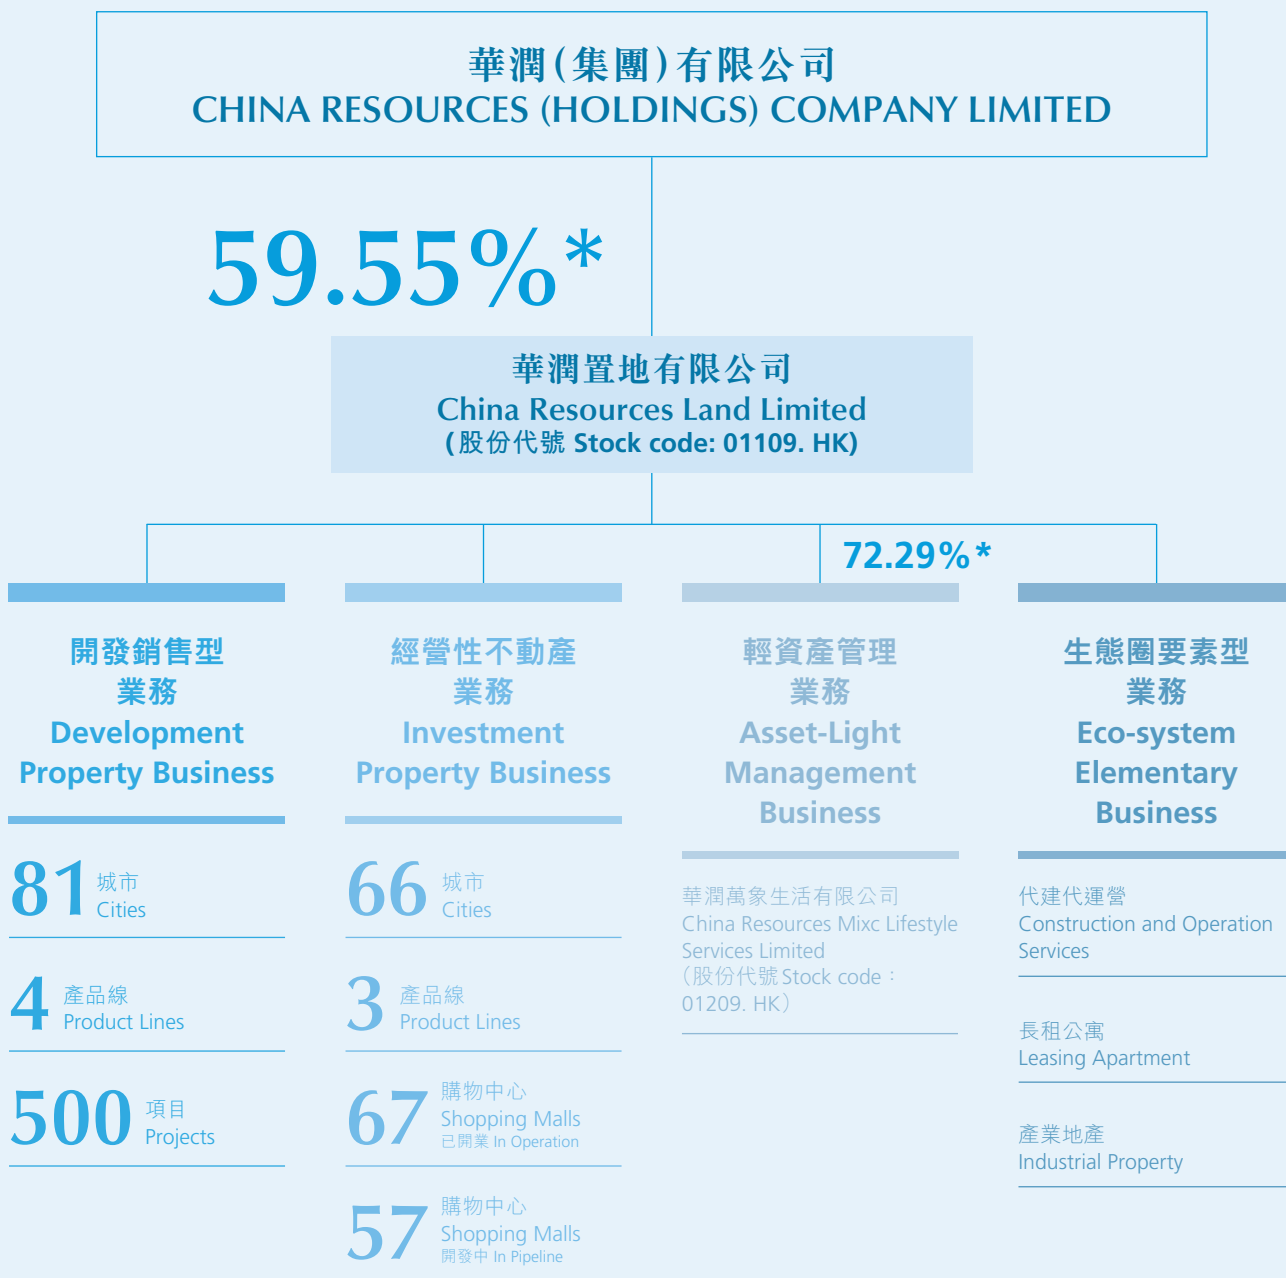 華潤(集團)有限公司
CHINA RESOURCES (HOLDINGS) COMPANY LIMITED
59.55%*
華潤置地有限公司
China Resources Land Limited
(股份代號 Stock code: 01109. HK)
72.29%*
開發銷售型
業務
Development
Property Business
81 城市
Cities
4 產品線
Product Lines
500 項目
Projects
經營性不動產
業務
Investment
Property Business
66 城市
Cities
3 產品線
Product Lines
67 購物中心
Shopping Malls
已開業 In Operation
57 購物中心
Shopping Malls
開發中 In Pipeline
輕資產管理
業務
Asset-Light
Management
Business
華潤萬象生活有限公司
China Resources Mixc Lifestyle
Services Limited
(股份代號 Stock code：
01209. HK)
生態圈要素型
業務
Eco-system
Elementary
Business
代建代運營
Construction and Operation
Services
長租公寓
Leasing Apartment
產業地產
Industrial Property